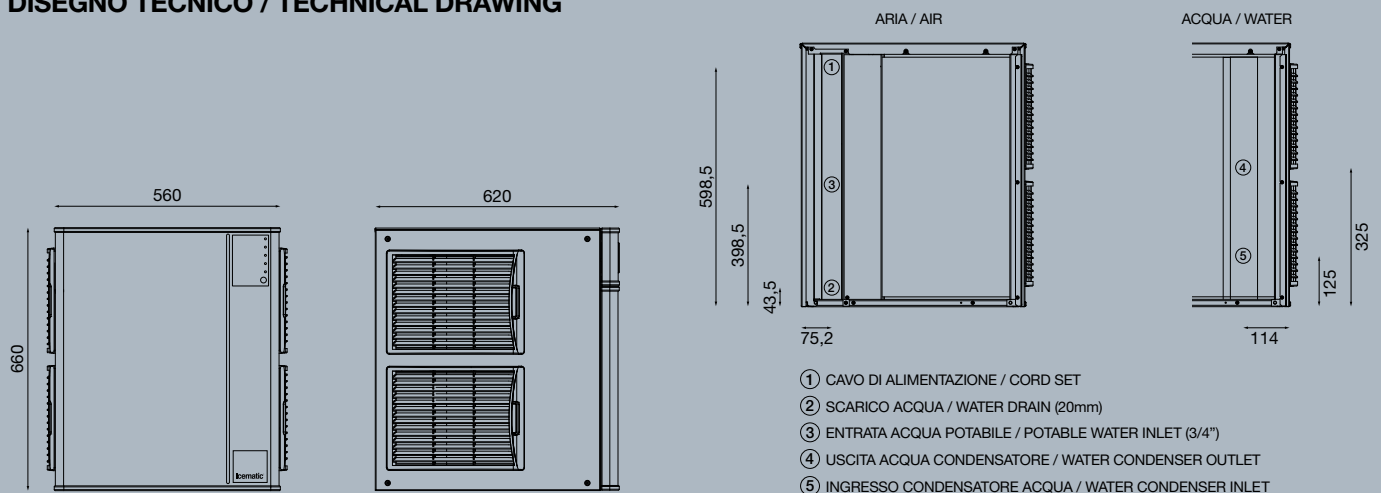 DISEGNO TECNICO / TECHNICAL DRAWING
ARIA / AIR
ACQUA / WATER
560
620
660
598,5
398,5
43,5
75,2
1
3
2
4
5
325
125
114
1 CAVO DI ALIMENTAZIONE / CORD SET
2 SCARICO ACQUA / WATER DRAIN (20mm)
3 ENTRATA ACQUA POTABILE / POTABLE WATER INLET (3/4”)
4 USCITA ACQUA CONDENSATORE / WATER CONDENSER OUTLET
5 INGRESSO CONDENSATORE ACQUA / WATER CONDENSER INLET
Icematic